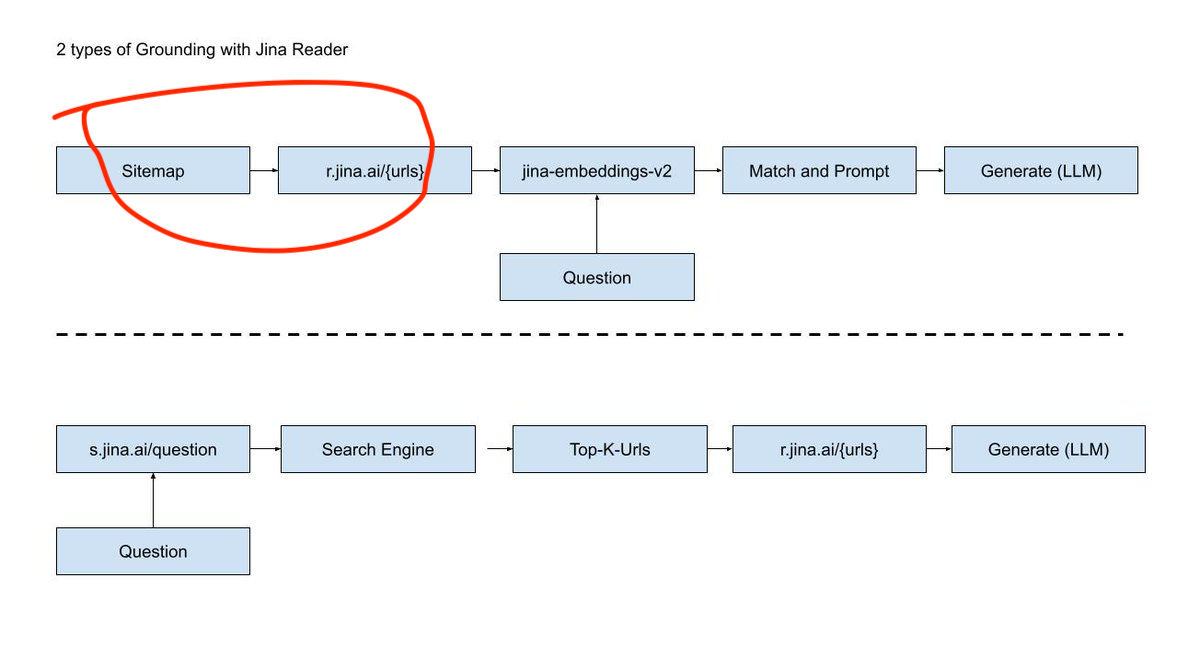 2 types of Grounding with Jina Reader
Sitemap
r.jina.ai/{urls}
jina-embeddings-v2
Match and Prompt
Generate (LLM)
Question
s.jina.ai/question
Search Engine
Top-K-Urls
r.jina.ai/{urls}
Generate (LLM)
Question